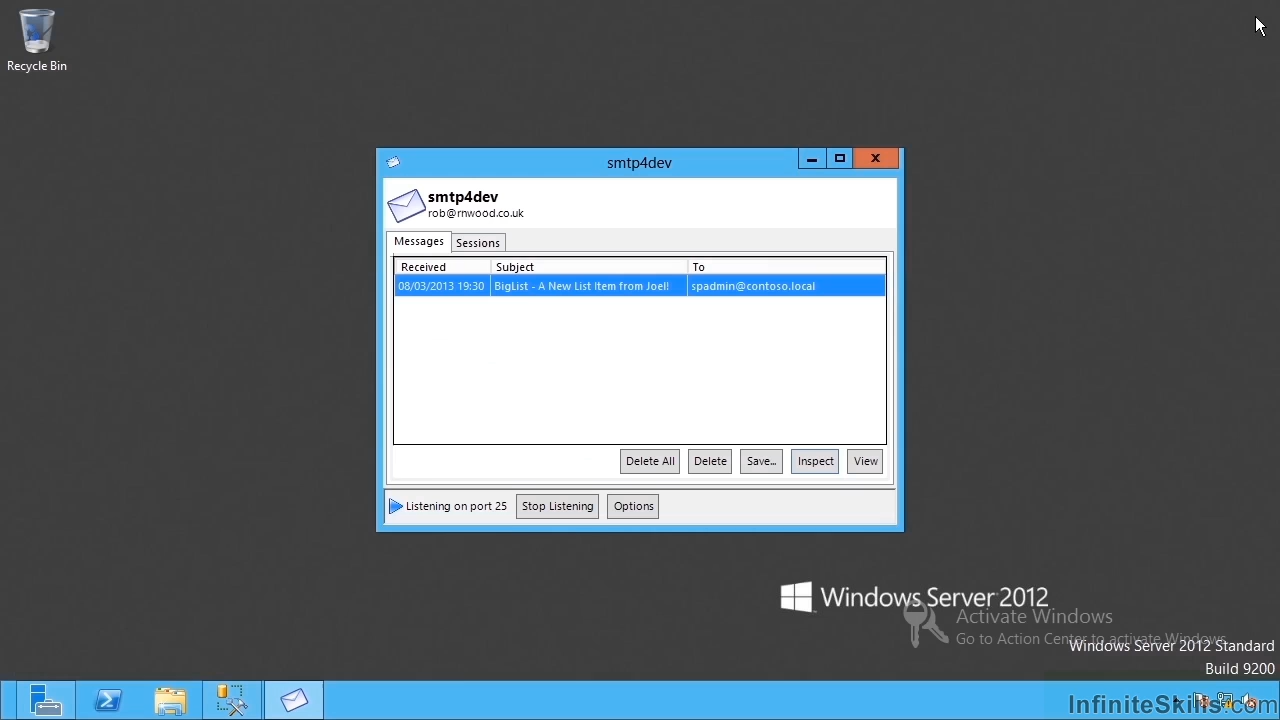 Recycle Bin
smtp4dev
smtp4dev
rob@rnwood.co.uk
Messages Sessions
Received Subject To
08/03/2013 19:30 BigList - A New List Item from Joel! spadmin@contoso.local
Delete All Delete Save... Inspect View
Listening on port 25 Stop Listening Options
Windows Server 2012
Activate Windows
Go to Action Center to activate Windows.
Windows Server 2012 Standard
Build 9200
InfiniteSkills.com